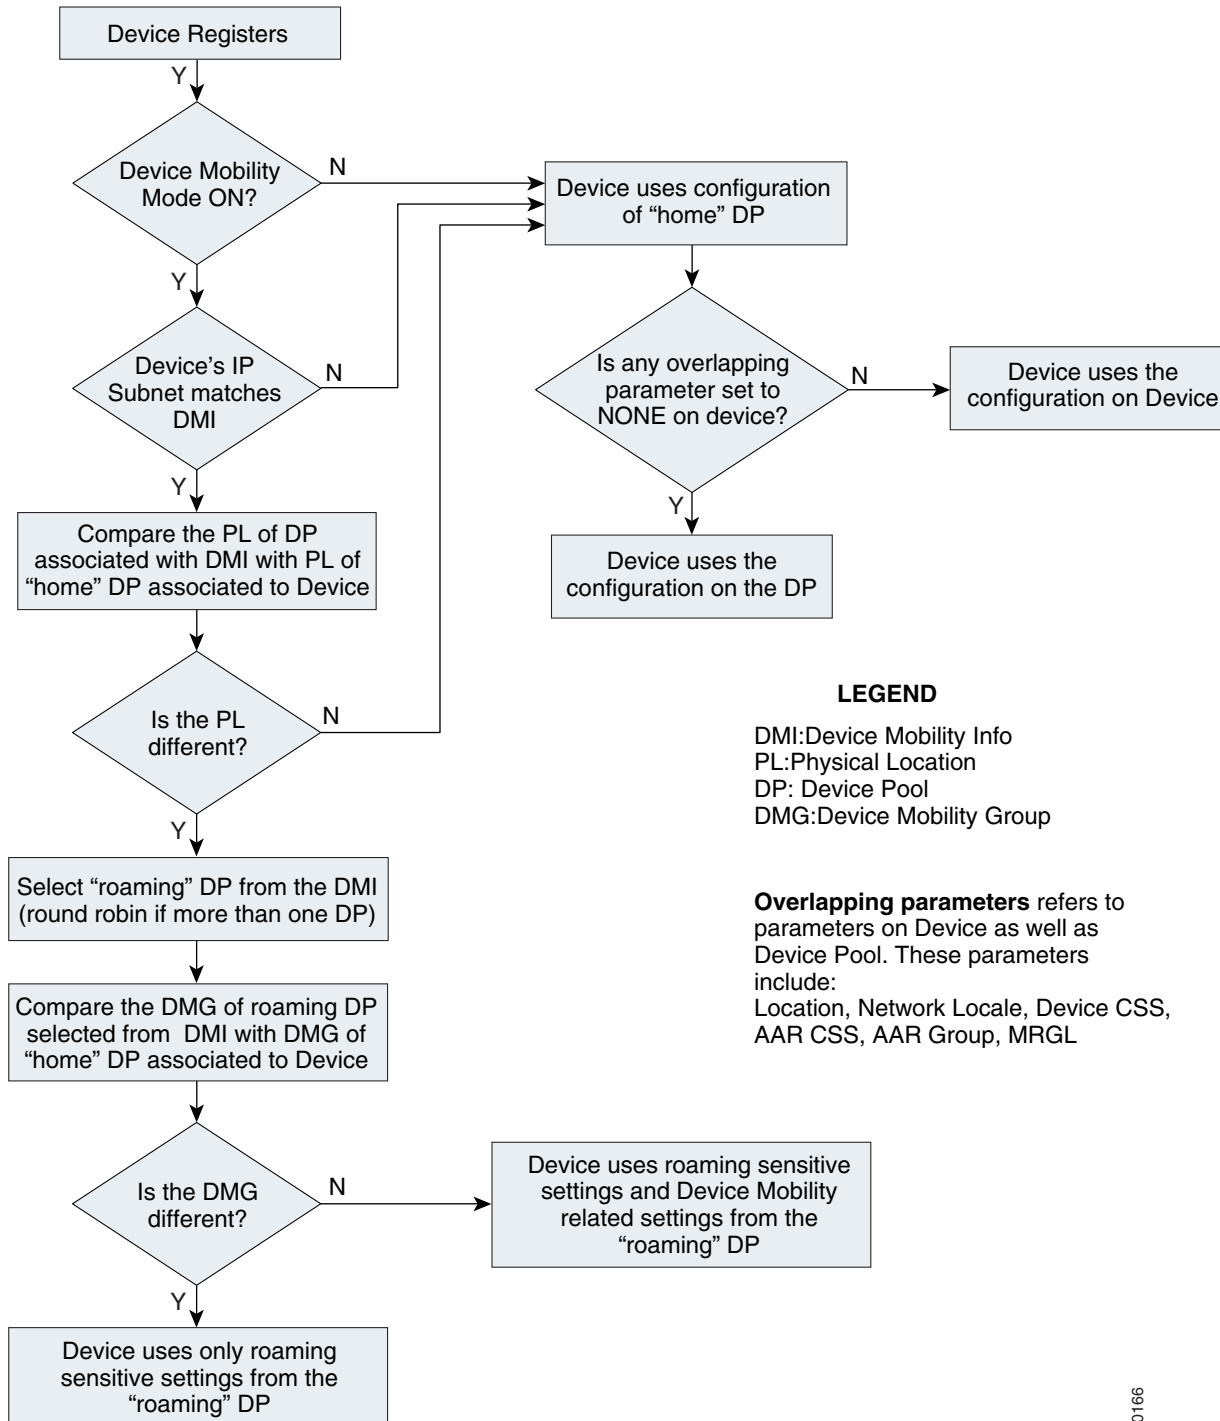 Device Registers
Y
Device Mobility
Mode ON?
N
Y
Device uses configuration
of “home” DP
Device’s IP
Subnet matches
DMI
N
Y
Is any overlapping
parameter set to
NONE on device?
N
Device uses the
configuration on Device
Y
Device uses the
configuration on the DP
Compare the PL of DP
associated with DMI with PL of
“home” DP associated to Device
Is the PL
different?
N
Y
LEGEND
DMI:Device Mobility Info
PL:Physical Location
DP: Device Pool
DMG:Device Mobility Group
Select “roaming” DP from the DMI
(round robin if more than one DP)
Overlapping parameters refers to
parameters on Device as well as
Device Pool. These parameters
include:
Location, Network Locale, Device CSS,
AAR CSS, AAR Group, MRGL
Compare the DMG of roaming DP
selected from DMI with DMG of
“home” DP associated to Device
Is the DMG
different?
N
Y
Device uses roaming sensitive
settings and Device Mobility
related settings from the
“roaming” DP
Device uses only roaming
sensitive settings from the
“roaming” DP
0166